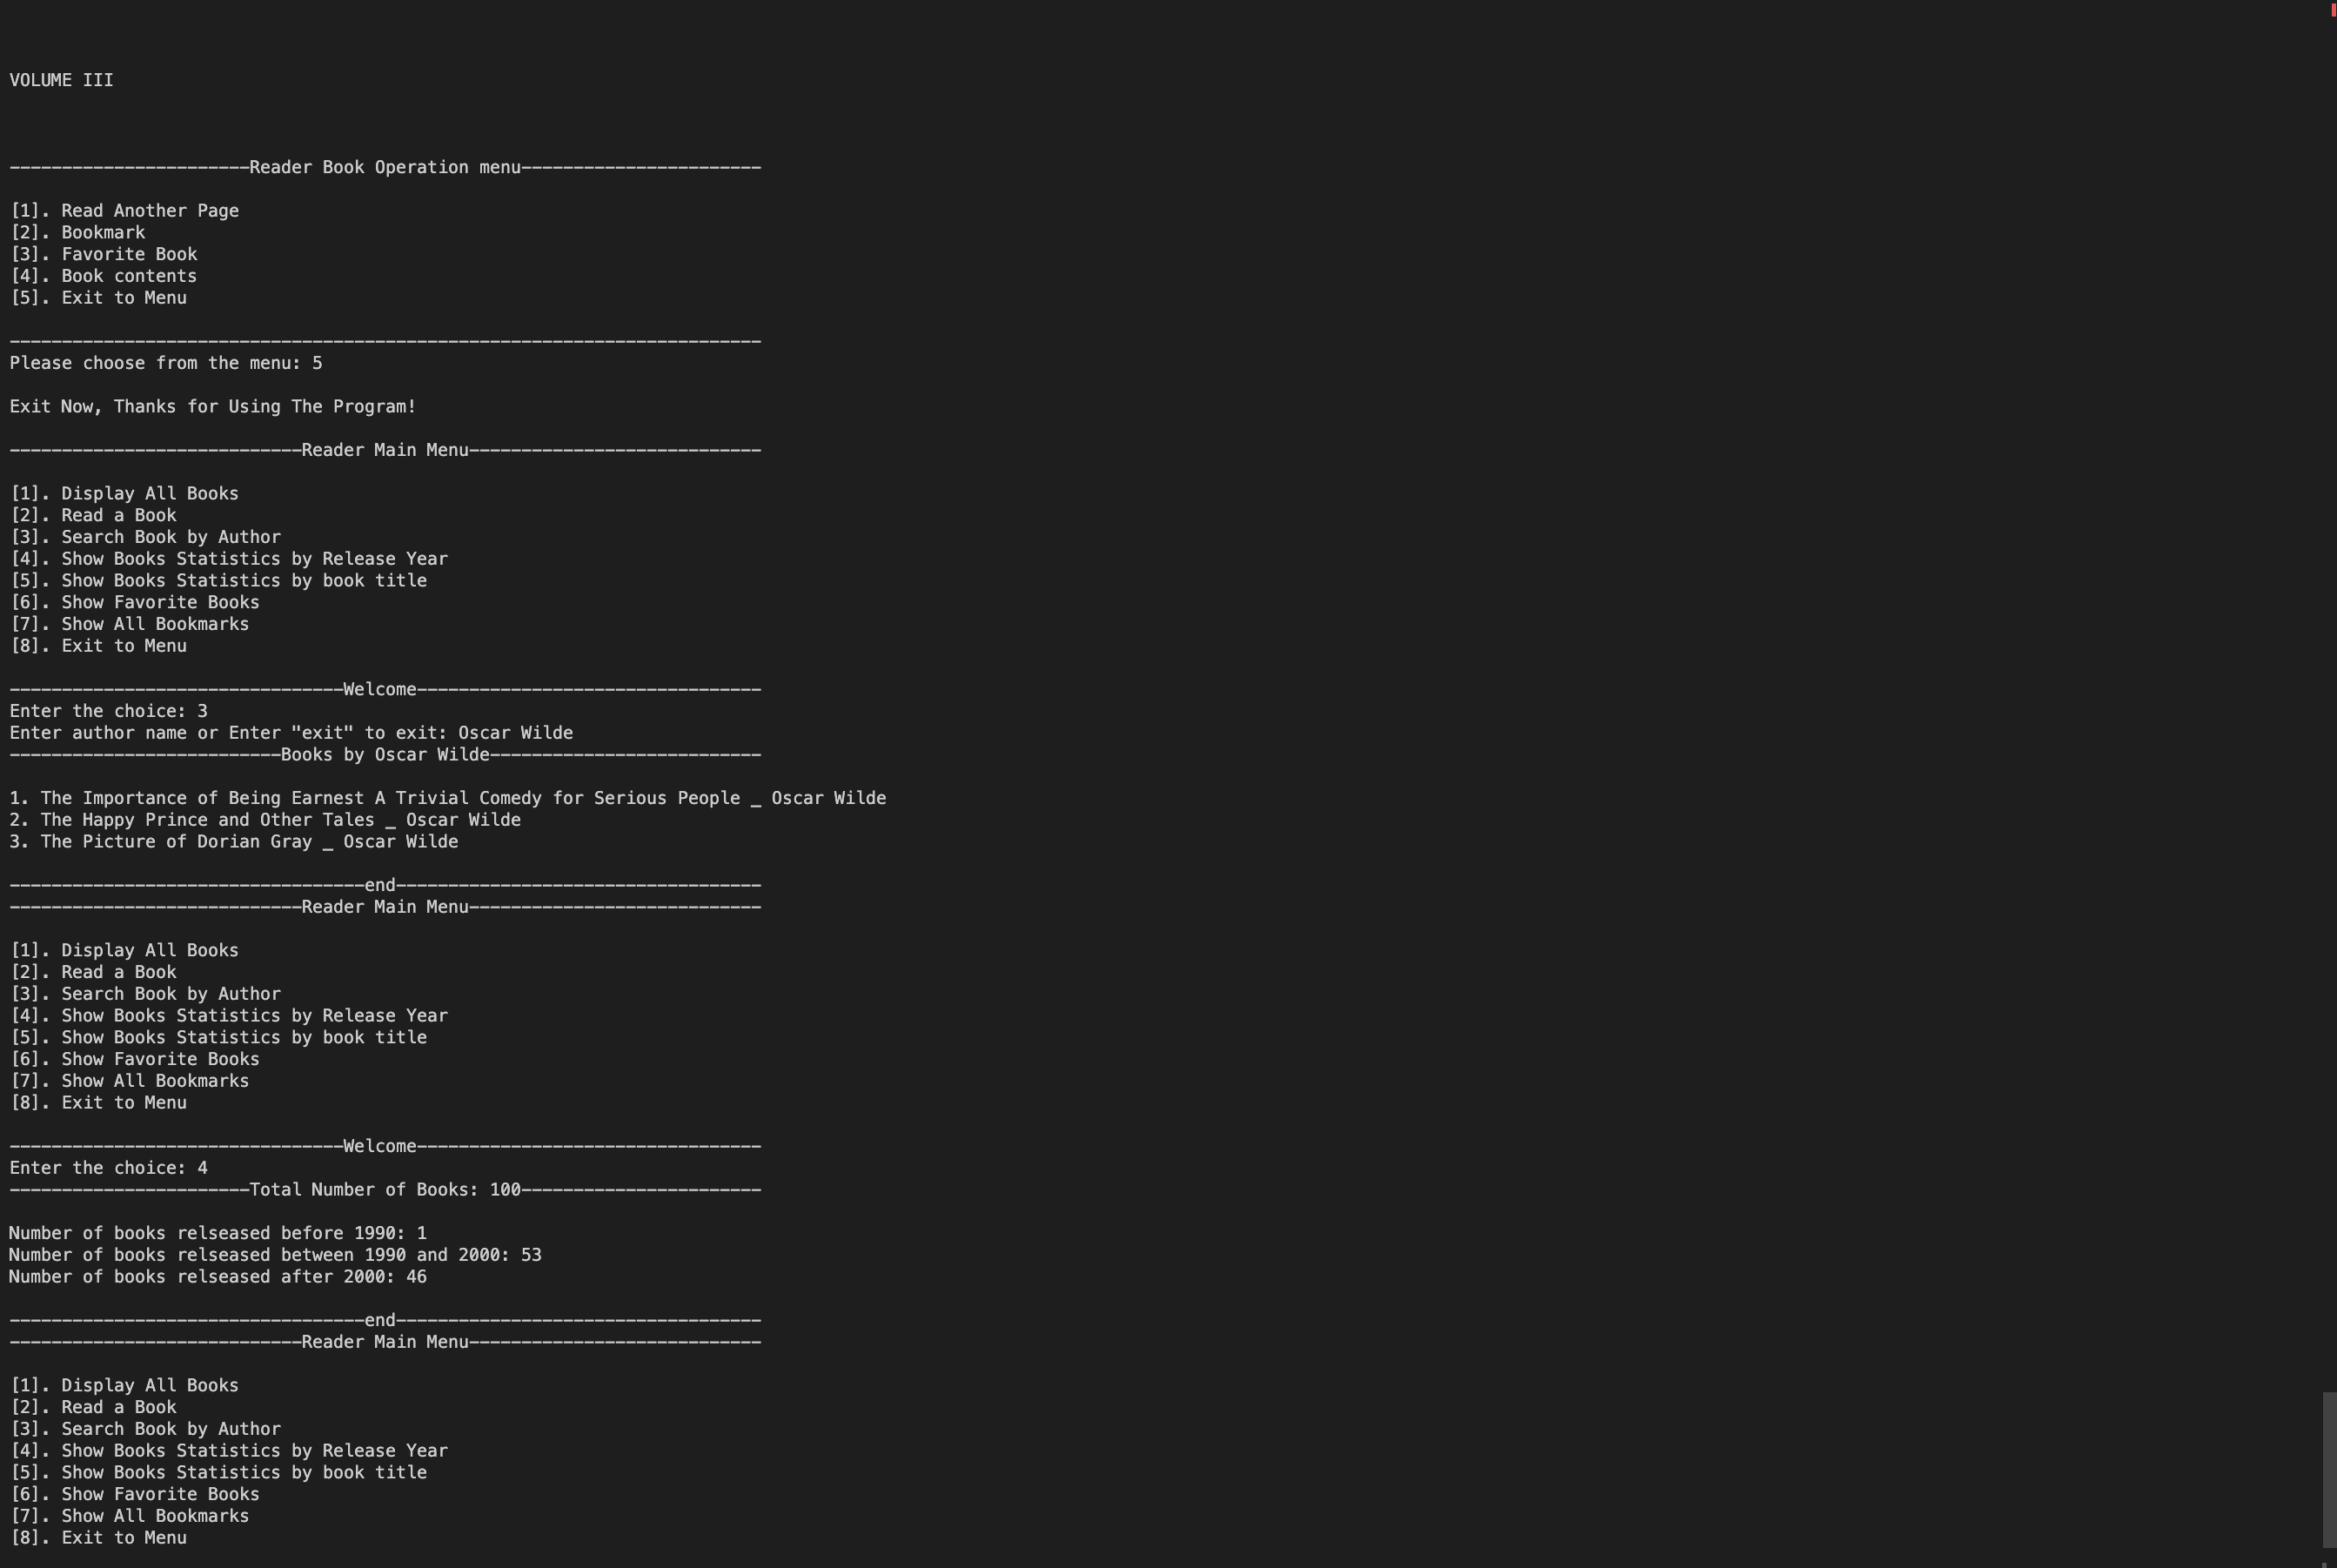 VOLUME III
-----------------------Reader Book Operation menu-----------------------
[1]. Read Another Page
[2]. Bookmark
[3]. Favorite Book
[4]. Book contents
[5]. Exit to Menu
------------------------------------------------------------------------
Please choose from the menu: 5
Exit Now, Thanks for Using The Program!
----------------------------Reader Main Menu----------------------------
[1]. Display All Books
[2]. Read a Book
[3]. Search Book by Author
[4]. Show Books Statistics by Release Year
[5]. Show Books Statistics by book title
[6]. Show Favorite Books
[7]. Show All Bookmarks
[8]. Exit to Menu
--------------------------------Welcome---------------------------------
Enter the choice: 3
Enter author name or Enter "exit" to exit: Oscar Wilde
--------------------------Books by Oscar Wilde--------------------------
1. The Importance of Being Earnest A Trivial Comedy for Serious People _ Oscar Wilde
2. The Happy Prince and Other Tales _ Oscar Wilde
3. The Picture of Dorian Gray _ Oscar Wilde
----------------------------------end-----------------------------------
----------------------------Reader Main Menu----------------------------
[1]. Display All Books
[2]. Read a Book
[3]. Search Book by Author
[4]. Show Books Statistics by Release Year
[5]. Show Books Statistics by book title
[6]. Show Favorite Books
[7]. Show All Bookmarks
[8]. Exit to Menu
--------------------------------Welcome---------------------------------
Enter the choice: 4
-----------------------Total Number of Books: 100-----------------------
Number of books relseased before 1990: 1
Number of books relseased between 1990 and 2000: 53
Number of books relseased after 2000: 46
----------------------------------end-----------------------------------
----------------------------Reader Main Menu----------------------------
[1]. Display All Books
[2]. Read a Book
[3]. Search Book by Author
[4]. Show Books Statistics by Release Year
[5]. Show Books Statistics by book title
[6]. Show Favorite Books
[7]. Show All Bookmarks
[8]. Exit to Menu